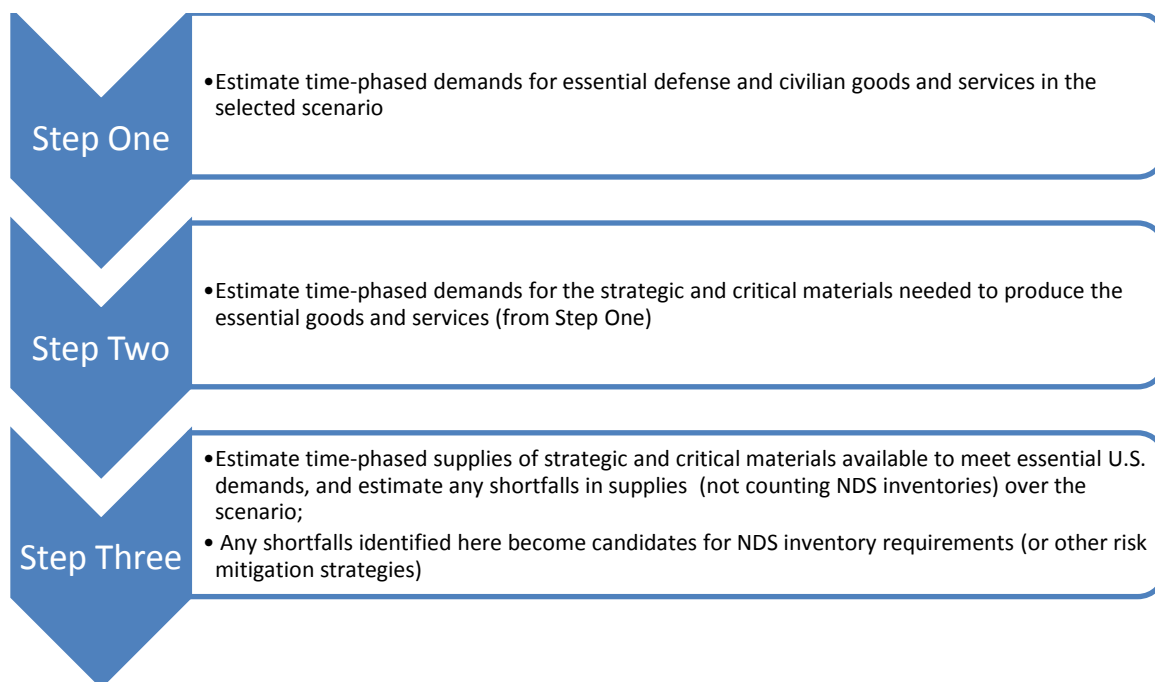 Step One
•Estimate time-phased demands for essential defense and civilian goods and services in the
selected scenario
Step Two
•Estimate time-phased demands for the strategic and critical materials needed to produce the
essential goods and services (from Step One)
Step Three
•Estimate time-phased supplies of strategic and critical materials available to meet essential U.S.
demands, and estimate any shortfalls in supplies  (not counting NDS inventories) over the
scenario;
• Any shortfalls identified here become candidates for NDS inventory requirements (or other risk
mitigation strategies)